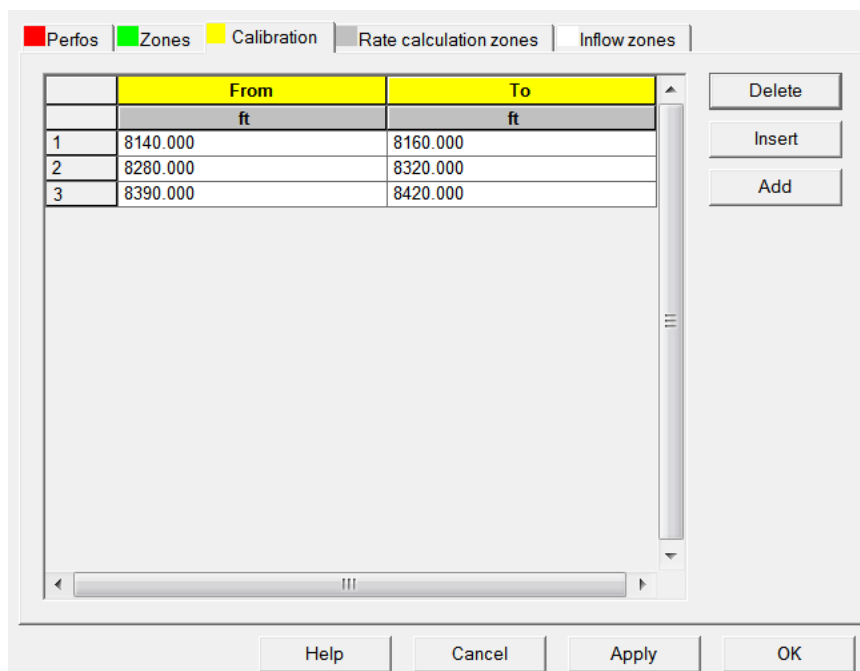 Perfos Zones Calibration Rate calculation zones Inflow zones
From To
ft ft
1 8140.000 8160.000
2 8280.000 8320.000
3 8390.000 8420.000
Delete
Insert
Add
Help Cancel Apply OK